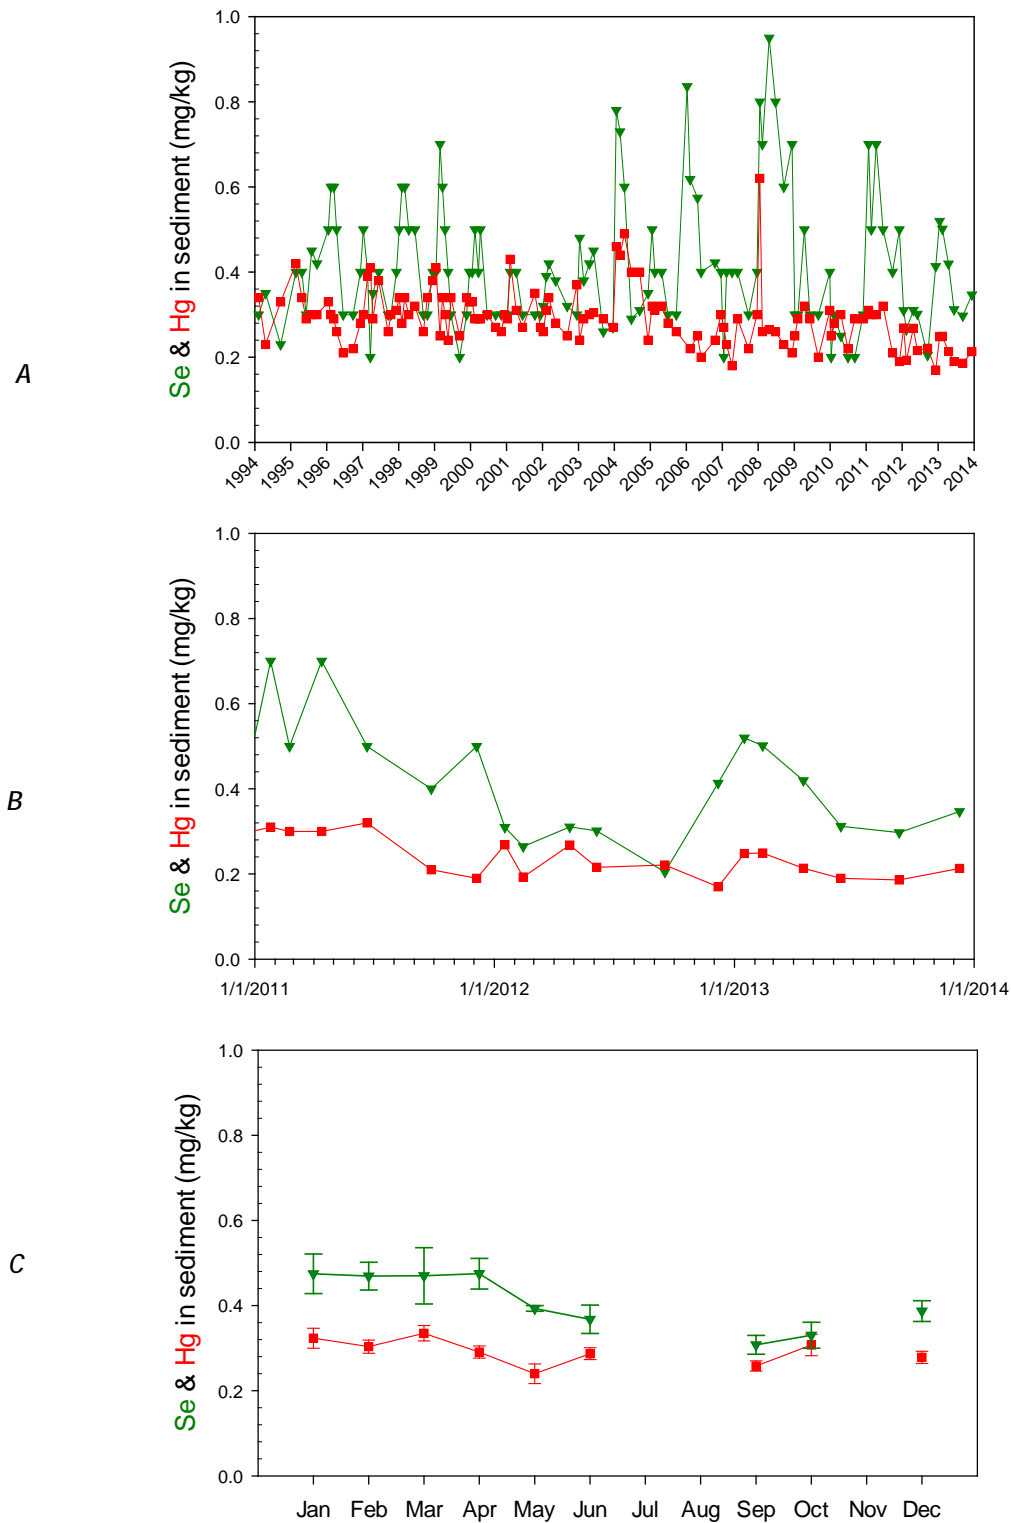 1.0
0.8
0.6
0.4
0.2
0.0
Se & Hg in sediment (mg/kg)
A
1994 1995 1996 1997 1998 1999 2000 2001 2002 2003 2004 2005 2006 2007 2008 2009 2010 2011 2012 2013 2014
1.0
0.8
0.6
0.4
0.2
0.0
Se & Hg in sediment (mg/kg)
B
1/1/2011 1/1/2012 1/1/2013 1/1/2014
1.0
0.8
0.6
0.4
0.2
0.0
Se & Hg in sediment (mg/kg)
C
Jan Feb Mar Apr May Jun Jul Aug Sep Oct Nov Dec